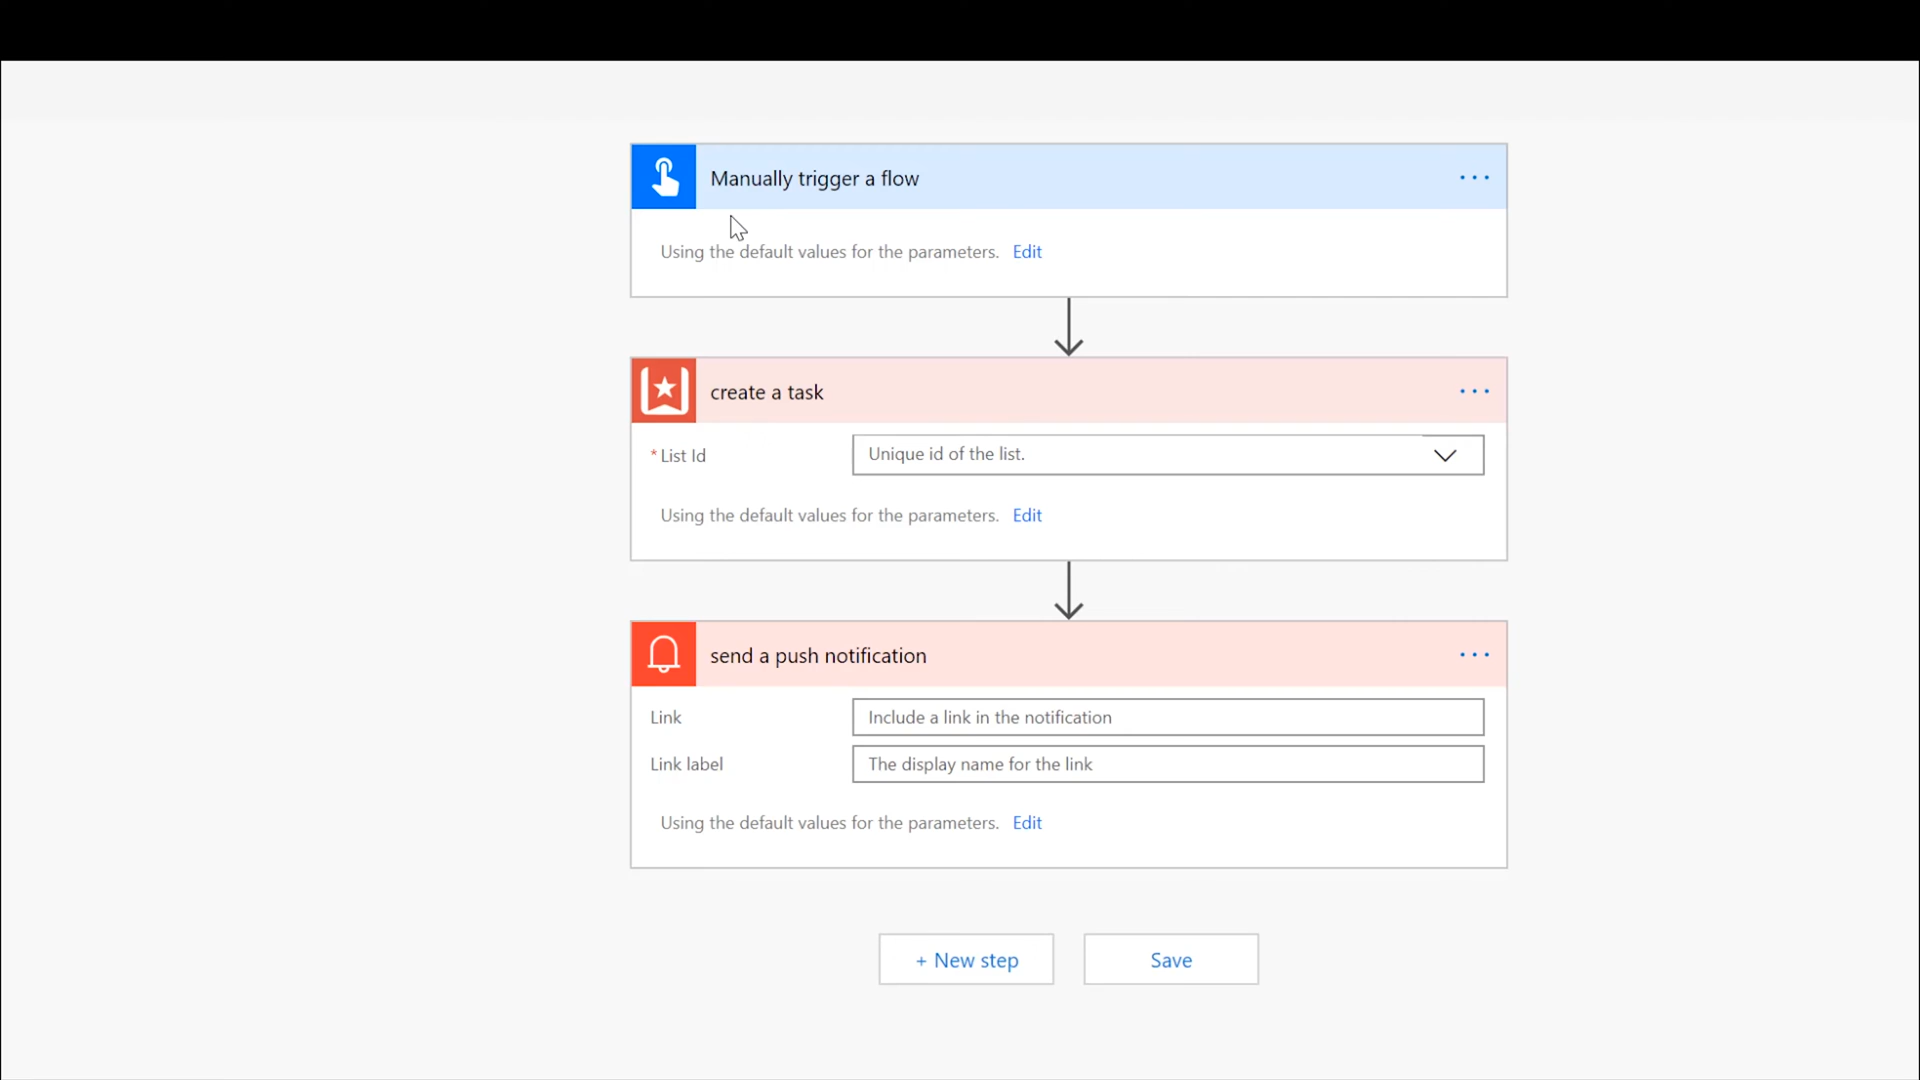 Manually trigger a flow
Using the default values for the parameters. Edit
create a task
* List Id Unique id of the list.
Using the default values for the parameters. Edit
send a push notification
Link Include a link in the notification
Link label The display name for the link
Using the default values for the parameters. Edit
+ New step Save